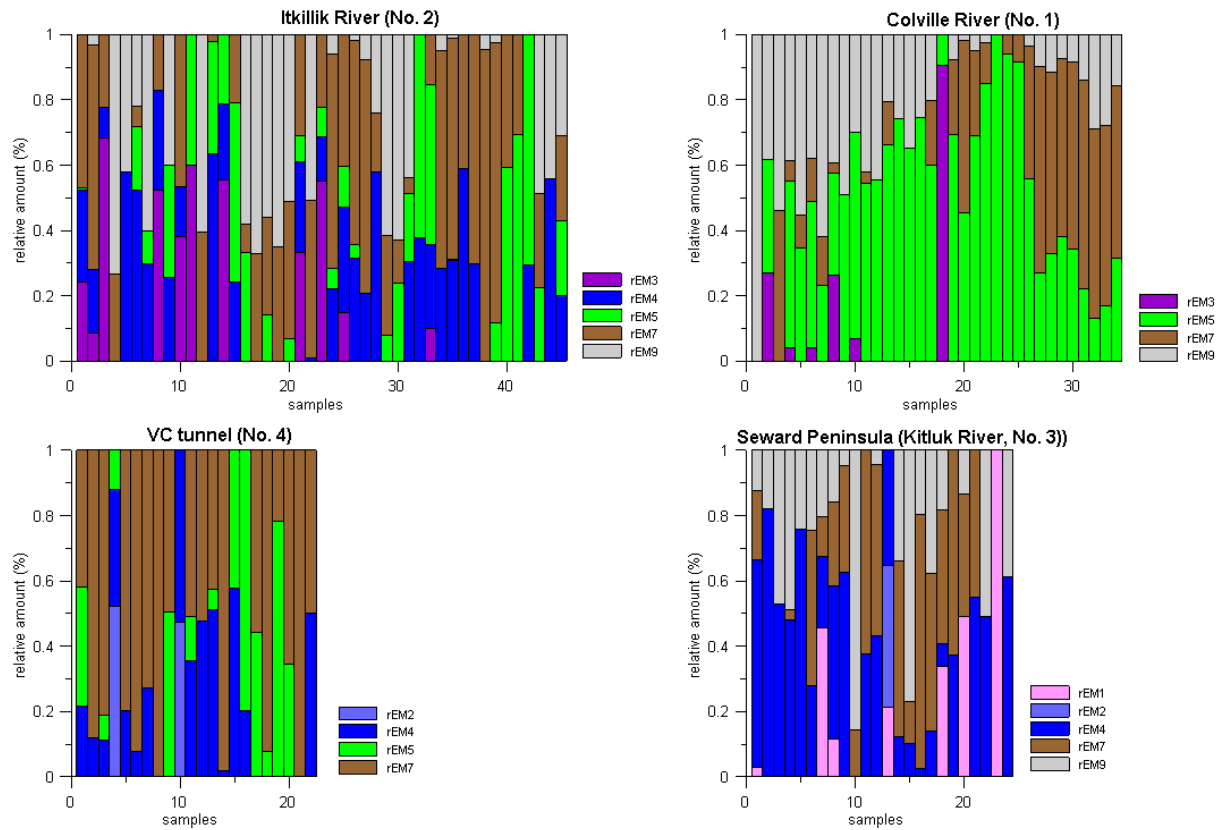 Itkillik River (No. 2)
1
0.8
0.6
0.4
0.2
0
relative amount (%)
0
10
20
30
40
samples
rEM3
rEM4
rEM5
rEM7
rEM9
Colville River (No. 1)
1
0.8
0.6
0.4
0.2
0
relative amount (%)
0
10
20
30
samples
rEM3
rEM5
rEM7
rEM9
VC tunnel (No. 4)
1
0.8
0.6
0.4
0.2
0
relative amount (%)
0
10
20
samples
rEM2
rEM4
rEM5
rEM7
Seward Peninsula (Kitluk River, No. 3))
1
0.8
0.6
0.4
0.2
0
relative amount (%)
0
10
20
samples
rEM1
rEM2
rEM4
rEM7
rEM9